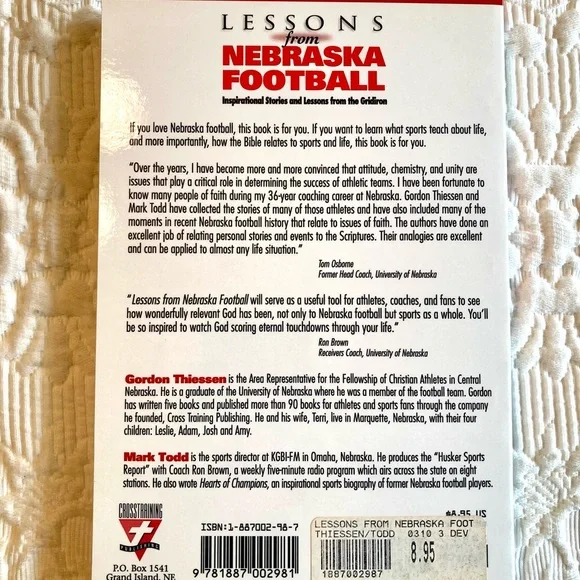 LESSONS
from
NEBRASKA
FOOTBALL
Inspirational Stories and Lessons from the Gridiron
If you love Nebraska football, this book is for you. If you want to learn what sports teach about life,
and more importantly, how the Bible relates to sports and life, this book is for you.
"Over the years, I have become more and more convinced that attitude, chemistry, and unity are
issues that play a critical role in determining the success of athletic teams. I have been fortunate to
know many people of faith during my 36-year coaching career at Nebraska. Gordon Thiessen and
Mark Todd have collected the stories of many of those athletes and have also included many of the
moments in recent Nebraska football history that relate to issues of faith. The authors have done an
excellent job of relating personal stories and events to the Scriptures. Their analogies are excellent
and can be applied to almost any life situation."
Tom Osborne
Former Head Coach, University of Nebraska
"Lessons from Nebraska Football will serve as a useful tool for athletes, coaches, and fans to see
how wonderfully relevant God has been, not only to Nebraska football but sports as a whole. You'll
be so inspired to watch God scoring eternal touchdowns through your life."
Ron Brown
Receivers Coach, University of Nebraska
Gordon Thiessen is the Area Representative for the Fellowship of Christian Athletes in Central
Nebraska. He is a graduate of the University of Nebraska where he was a member of the football team. Gordon
has written five books and published more than 90 books for athletes and sports fans through the company
he founded, Cross Training Publishing. He and his wife, Terri, live in Marquette, Nebraska, with their four
children: Leslie, Adam, Josh and Amy.
Mark Todd is the sports director at KGBI-FM in Omaha, Nebraska. He produces the "Husker Sports
Report" with Coach Ron Brown, a weekly five-minute radio program which airs across the state on eight
stations. He also wrote Hearts of Champions, an inspirational sports biography of former Nebraska football players.
CROSSTRAINING
PUBLISHING
P.O. Box 1541
Grand Island, NE
ISBN:1-887002-98-7
9 781887 002981
$8.95 US
LESSONS FROM NEBRASKA FOOT
THIESSEN/TODD 0310 3 DEV
8.95
1887002987